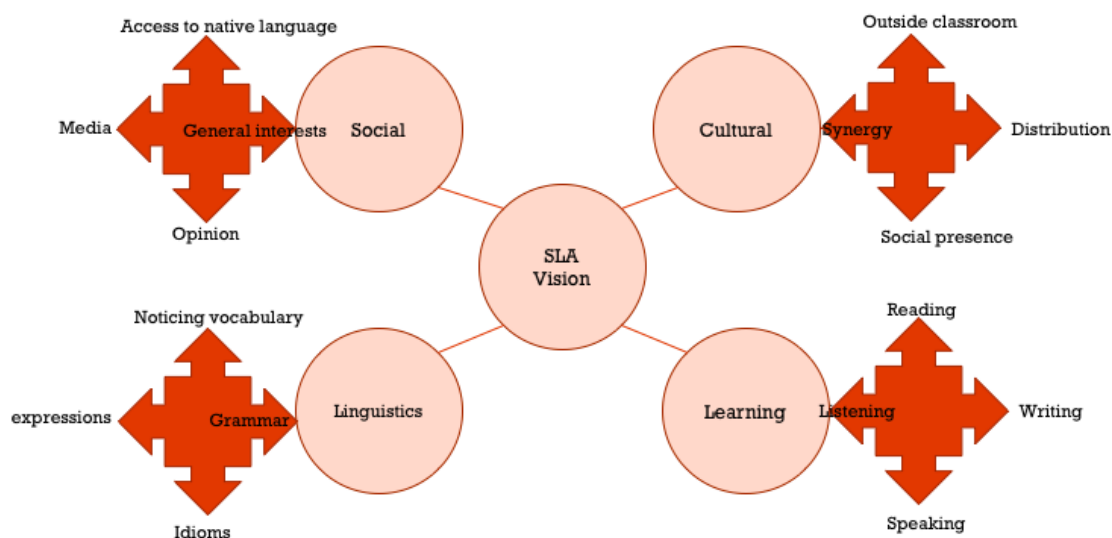 Access to native language
Media
General interests
Opinion
Social
Outside classroom
Cultural
Synergy
Distribution
Social presence
SLA
Vision
Noticing vocabulary
expressions
Grammar
Idioms
Linguistics
Reading
Learning
Listening
Writing
Speaking